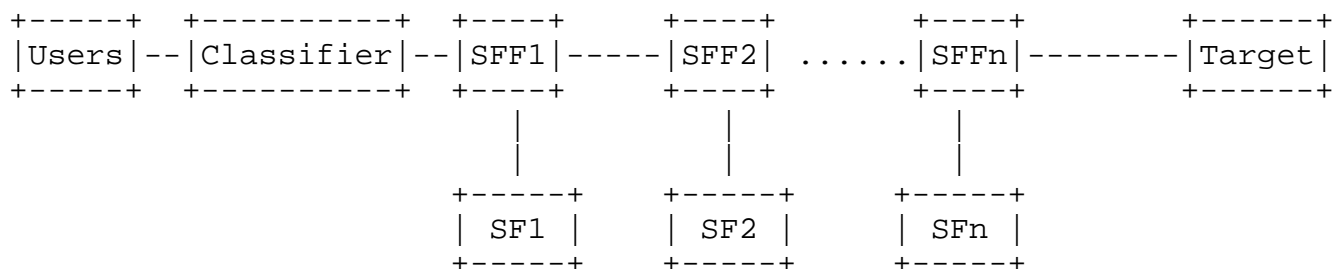 +-----+  +----------+  +----+     +----+         +----+          +------+
|Users|--|Classifier|--|SFF1|-----|SFF2| ......|SFFn|--------|Target|
+-----+  +----------+  +----+     +----+         +----+          +------+
|          |            |
|          |            |
+-----+    +-----+     +-----+
| SF1 |    | SF2 |     | SFn |
+-----+    +-----+     +-----+